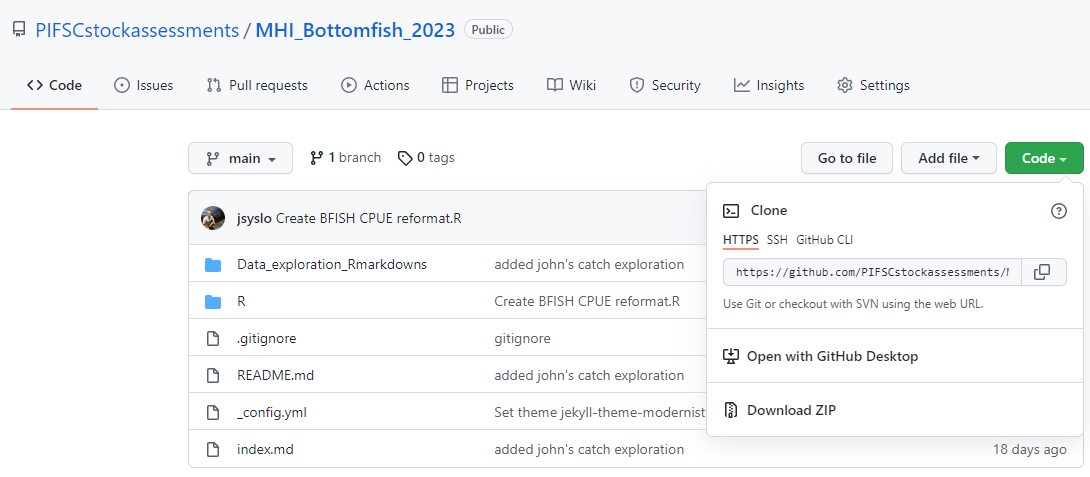 PIFSCstockassessments / MHI_Bottomfish_2023 Public
Code Issues Pull requests Actions Projects Wiki Security Insights Settings
main 1 branch 0 tags Go to file Add file Code
jsyslo Create BFISH CPUE reformat.R
Data_exploration_Rmarkdowns added john's catch exploration
R Create BFISH CPUE reformat.R
.gitignore gitignore
README.md added john's catch exploration
_config.yml Set theme jekyll-theme-modernist
index.md added john's catch exploration 18 days ago
Clone
HTTPS SSH GitHub CLI
https://github.com/PIFSCstockassessments/
Use Git or checkout with SVN using the web URL.
Open with GitHub Desktop
Download ZIP